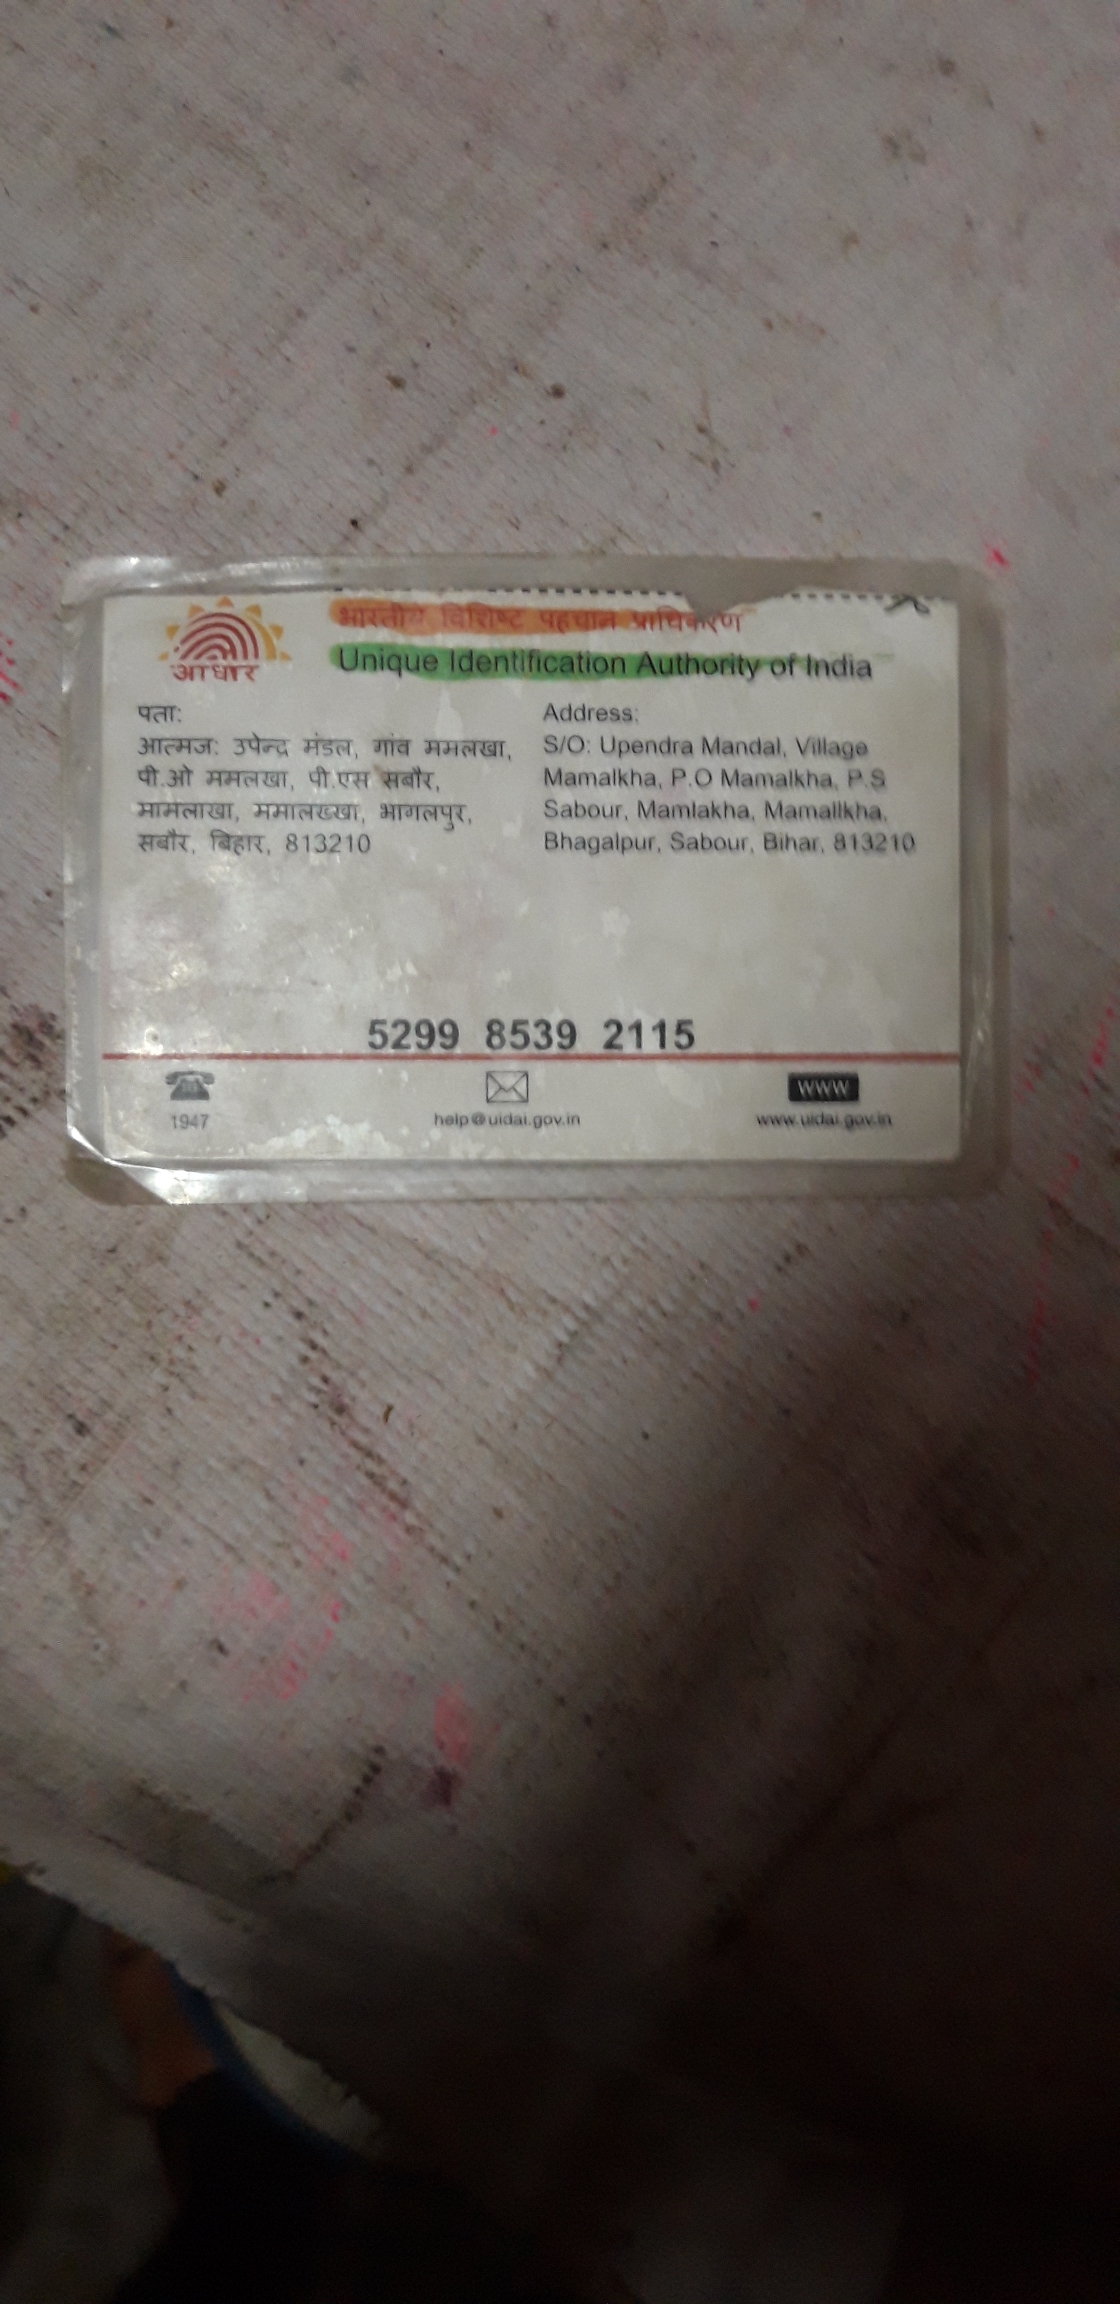 आधार
भारतीय विशिष्ट पहचान प्राधिकरण
Unique Identification Authority of India
पता:
आत्मज: उपेन्द्र मंडल, गांव ममलखा,
पी.ओ ममलखा, पी.एस सबौर,
मामलाखा, ममालख्खा, भागलपुर,
सबौर, बिहार, 813210
Address:
S/O: Upendra Mandal, Village
Mamalkha, P.O Mamalkha, P.S
Sabour, Mamlakha, Mamallkha,
Bhagalpur, Sabour, Bihar, 813210
5299 8539 2115
1947
help@uidai.gov.in
WWW
www.uidai.gov.in